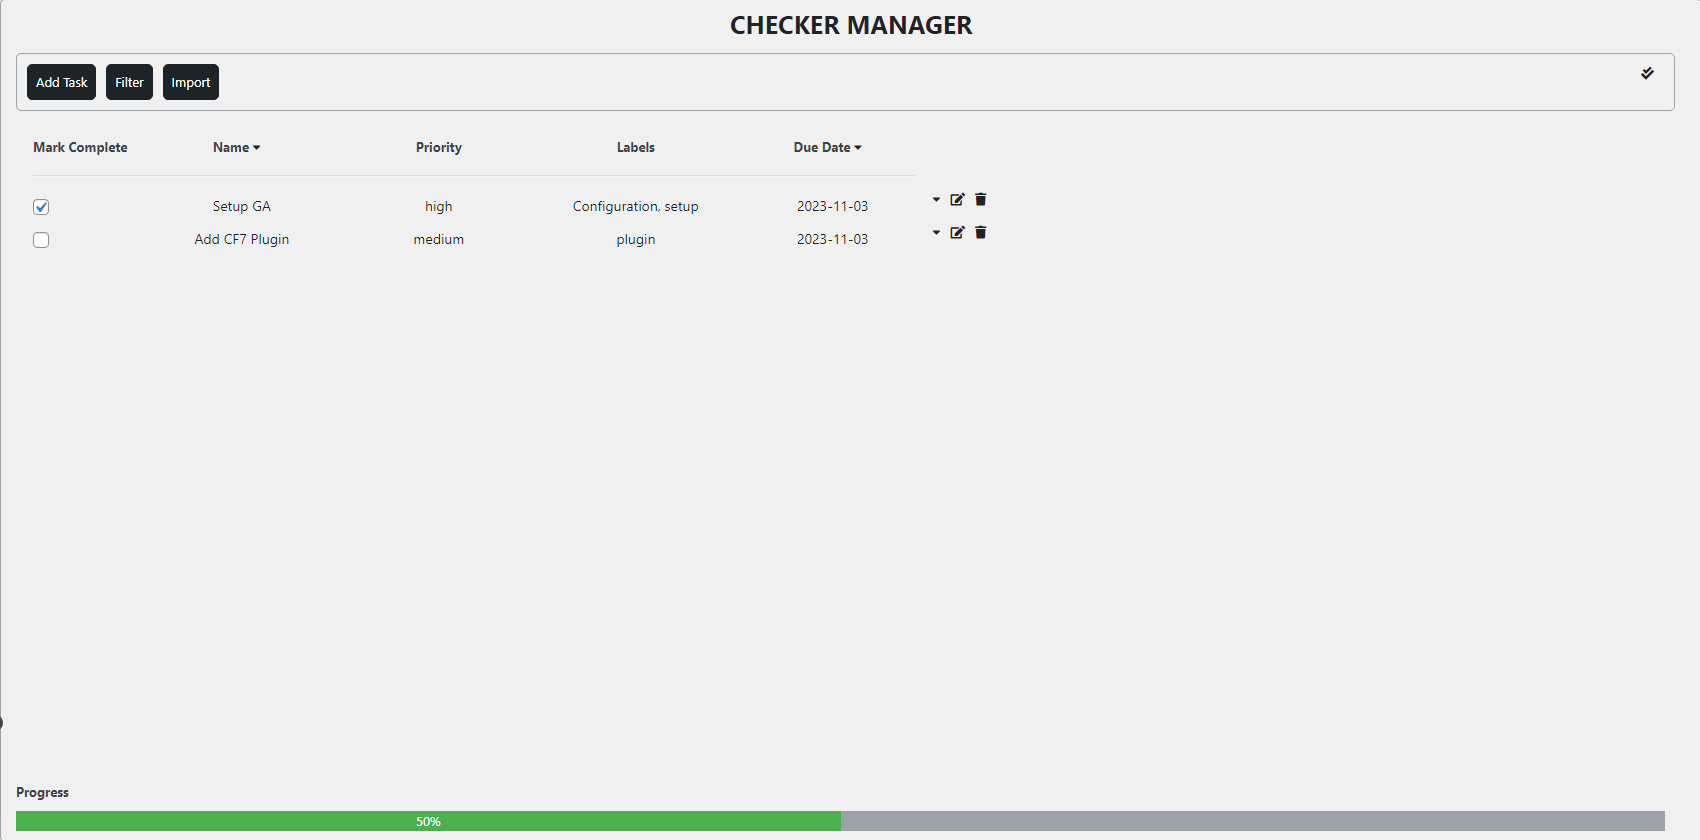 CHECKER MANAGER
Add Task Filter Import
Mark Complete Name Priority Labels Due Date
Setup GA high Configuration, setup 2023-11-03
Add CF7 Plugin medium plugin 2023-11-03
Progress
50%